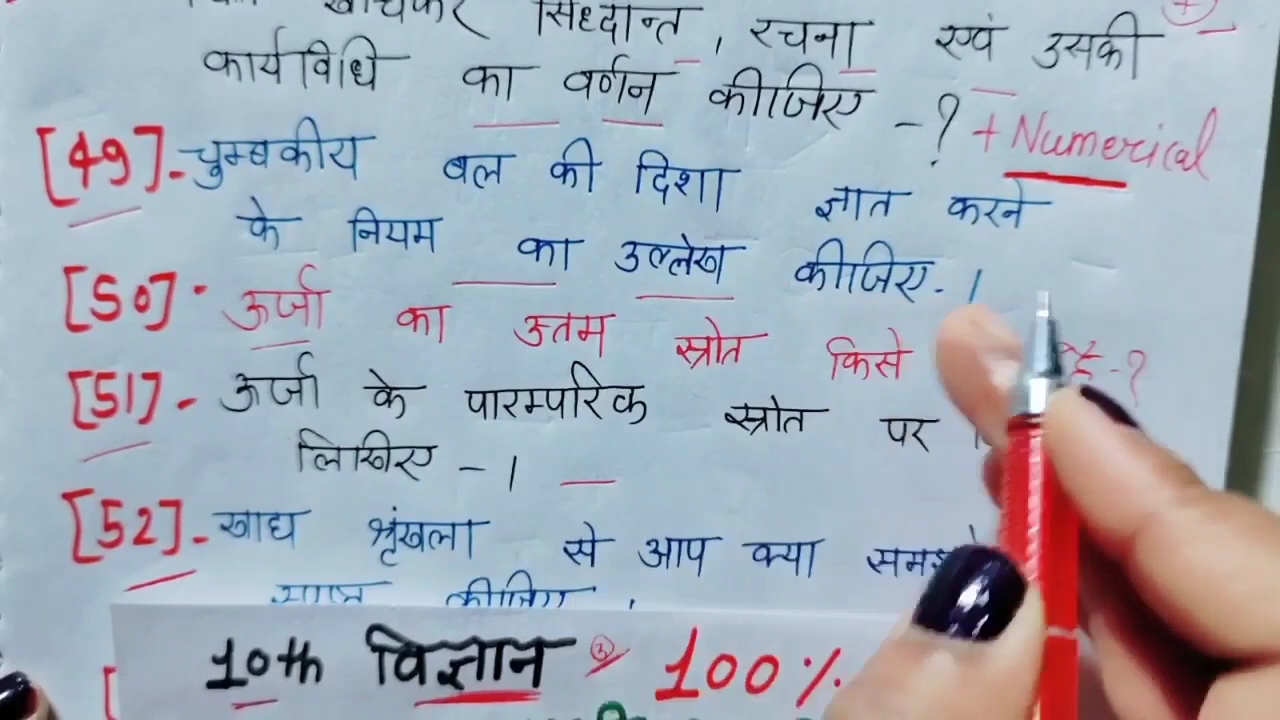 खींचकर सिध्दान्त, रचना एवं उसकी
कार्यविधि का वर्णन कीजिए -? + Numerical
[49]. चुम्बकीय बल की दिशा ज्ञात करने
के नियम का उल्लेख कीजिए. ।
[50]. ऊर्जा का उत्तम स्रोत किसे है-?
[51]. ऊर्जा के पारम्परिक स्रोत पर
लिखिए -।
[52]. खाद्य श्रृंखला से आप क्या
कीजिए
10th विज्ञान 100%